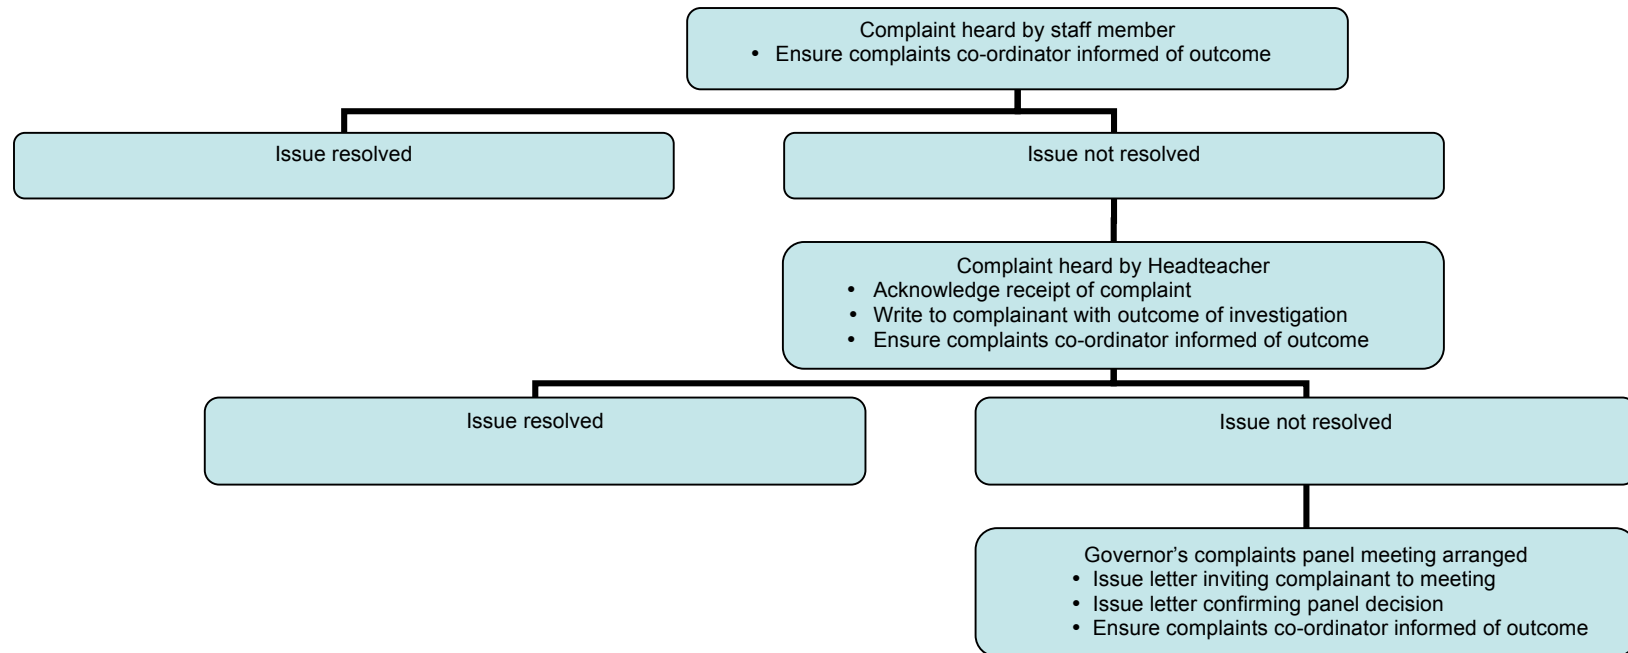 Complaint heard by staff member
• Ensure complaints co-ordinator informed of outcome
Issue resolved
Issue not resolved
Complaint heard by Headteacher
• Acknowledge receipt of complaint
• Write to complainant with outcome of investigation
• Ensure complaints co-ordinator informed of outcome
Issue resolved
Issue not resolved
Governor’s complaints panel meeting arranged
• Issue letter inviting complainant to meeting
• Issue letter confirming panel decision
• Ensure complaints co-ordinator informed of outcome